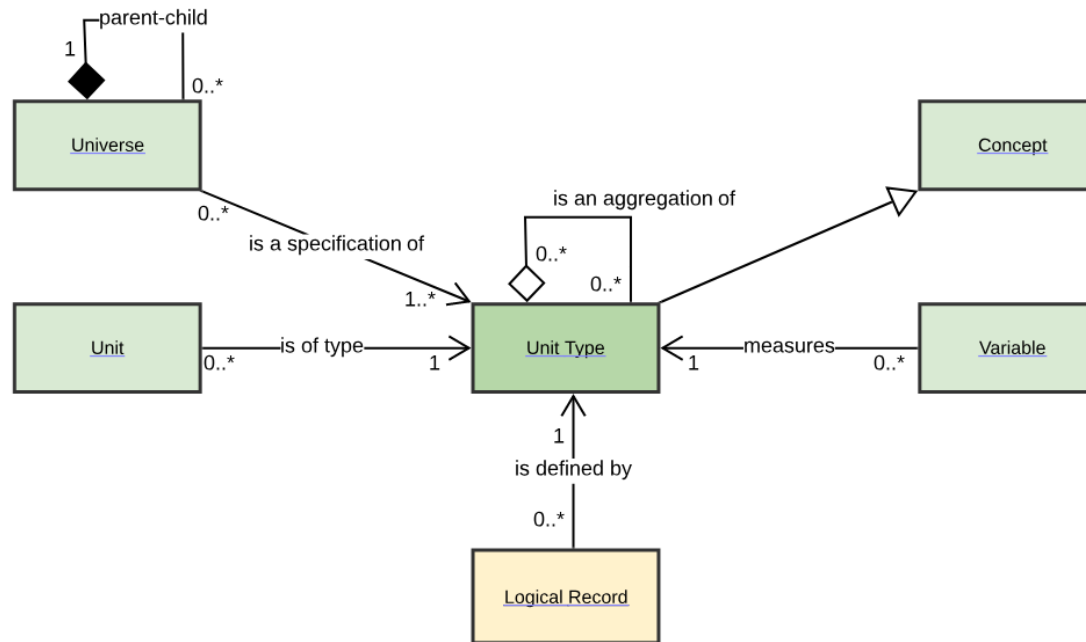 parent-child
1
0..*
Universe
Concept
0..*
is an aggregation of
is a specification of
0..*
1..*
0..*
Unit
is of type
0..*
1
Unit Type
measures
1
0..*
Variable
1
is defined by
0..*
Logical Record